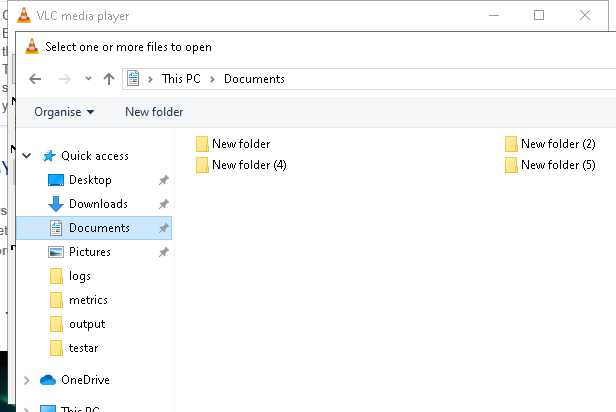 VLC media player
Select one or more files to open
This PC > Documents
Organise New folder
Quick access
Desktop
Downloads
Documents
Pictures
logs
metrics
output
testar
OneDrive
This PC
New folder New folder (2)
New folder (4) New folder (5)